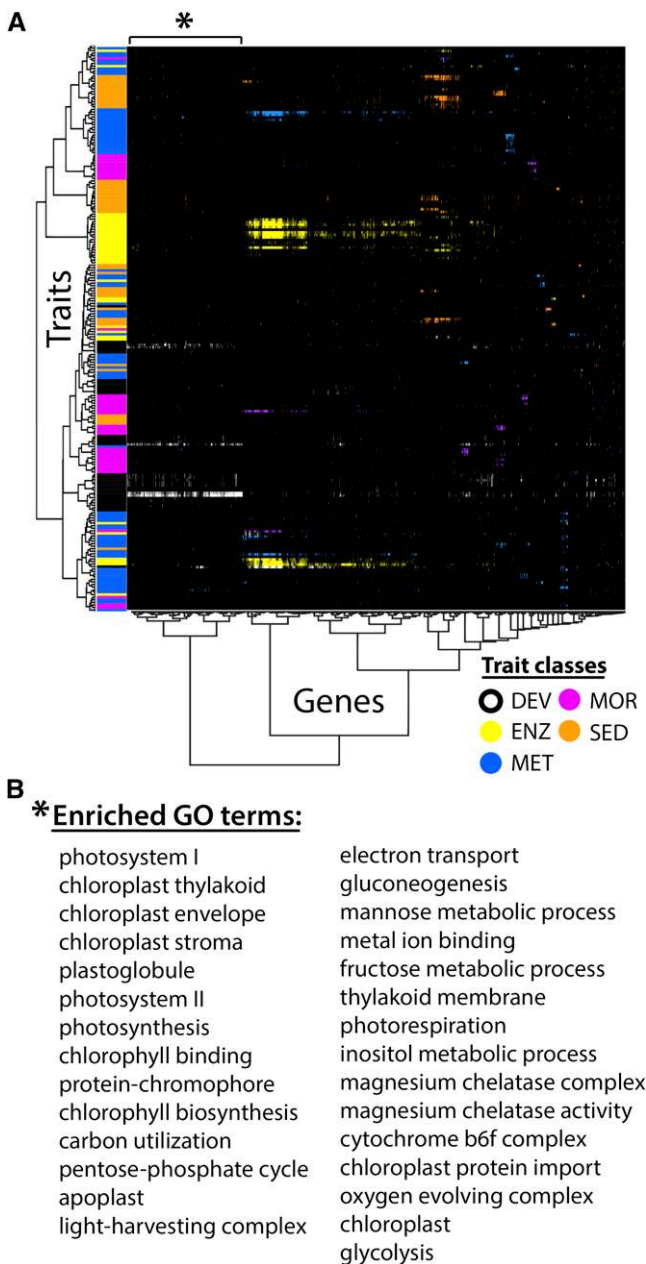 A
*
Traits
Genes
Trait classes
DEV
MOR
ENZ
SED
MET
B
*Enriched GO terms:
photosystem I
chloroplast thylakoid
chloroplast envelope
chloroplast stroma
plastoglobule
photosystem II
photosynthesis
chlorophyll binding
protein-chromophore
chlorophyll biosynthesis
carbon utilization
pentose-phosphate cycle
apoplast
light-harvesting complex
electron transport
gluconeogenesis
mannose metabolic process
metal ion binding
fructose metabolic process
thylakoid membrane
photorespiration
inositol metabolic process
magnesium chelatase complex
magnesium chelatase activity
cytochrome b6f complex
chloroplast protein import
oxygen evolving complex
chloroplast
glycolysis